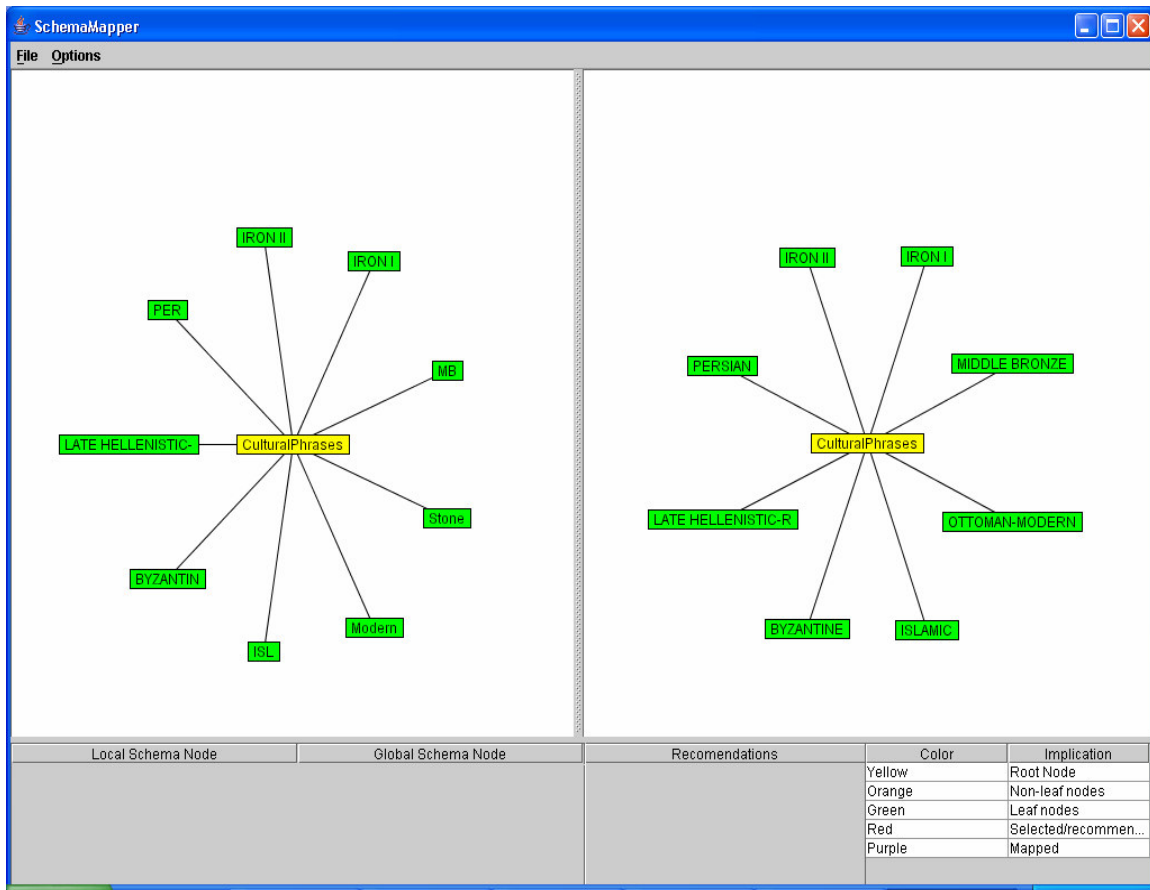 SchemaMapper
File Options
IRON II
IRON I
PER
MB
LATE HELLENISTIC-
CulturalPhrases
Stone
BYZANTIN
Modern
ISL
IRON II
IRON I
PERSIAN
MIDDLE BRONZE
CulturalPhrases
LATE HELLENISTIC-R
OTTOMAN-MODERN
BYZANTINE
ISLAMIC
Local Schema Node Global Schema Node Recomendations Color Implication
Yellow Root Node
Orange Non-leaf nodes
Green Leaf nodes
Red Selected/recommen...
Purple Mapped